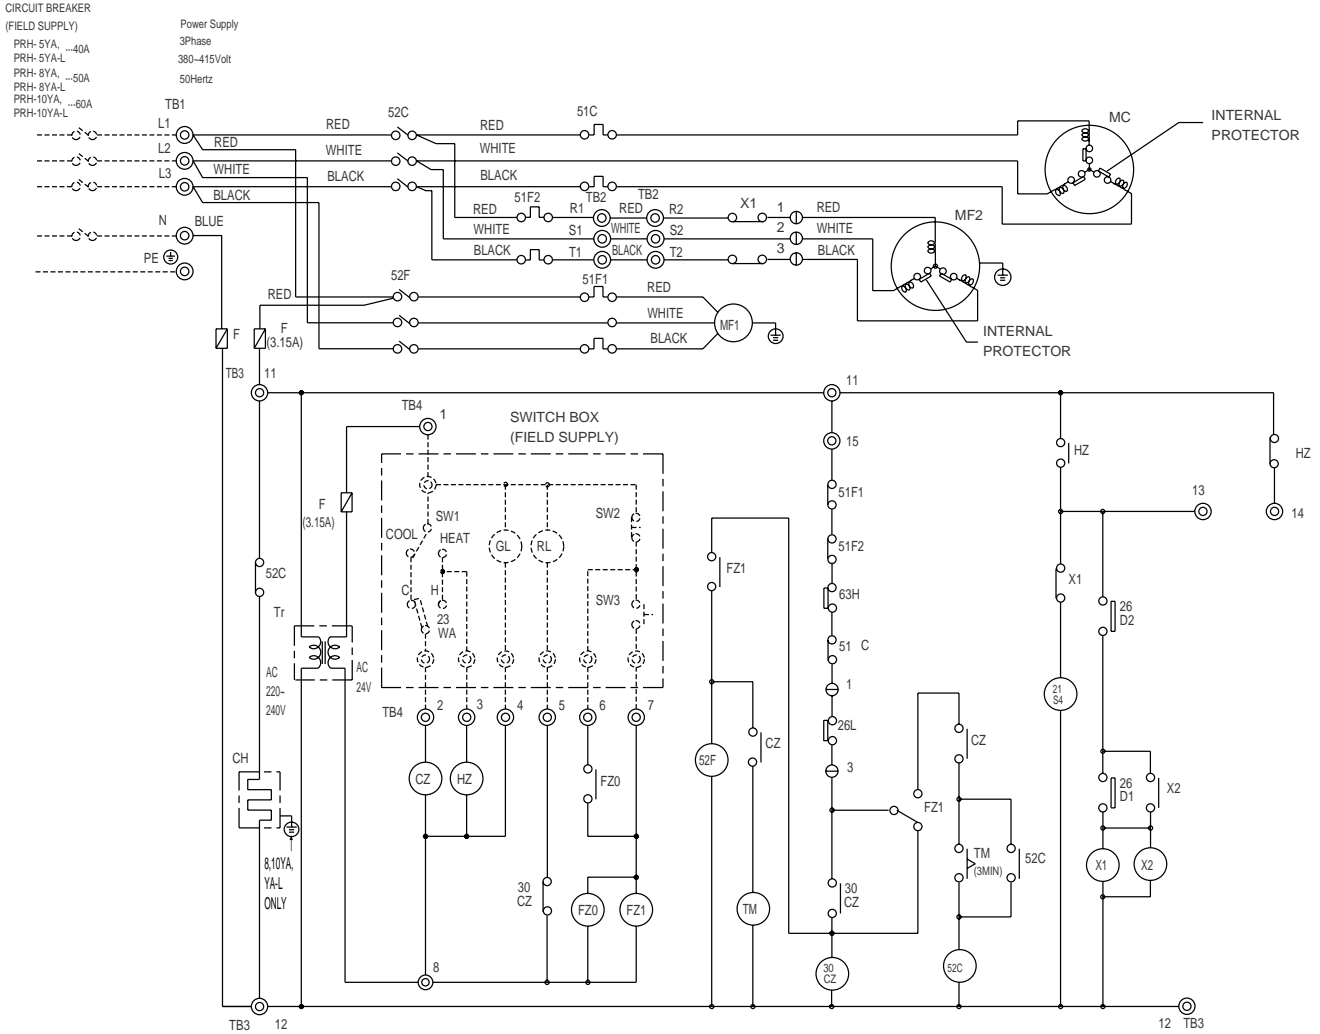 CIRCUIT BREAKER
(FIELD SUPPLY)
PRH- 5YA,
PRH- 5YA-L
...40A
PRH- 8YA,
PRH- 8YA-L
...50A
PRH-10YA,
PRH-10YA-L
...60A
Power Supply
3Phase
380~415Volt
50Hertz
TB1
52C
51C
MC
INTERNAL
PROTECTOR
L1
RED
RED
RED
L2
WHITE
WHITE
WHITE
L3
BLACK
BLACK
BLACK
51F2
TB2
TB2
X1
RED
R1
RED
R2
1
RED
MF2
N
BLUE
WHITE
S1
WHITE
S2
2
WHITE
BLACK
T1
BLACK
T2
3
BLACK
PE
52F
51F1
RED
RED
WHITE
MF1
BLACK
INTERNAL
PROTECTOR
F
F
(3.15A)
TB3
11
11
TB4
1
SWITCH BOX
(FIELD SUPPLY)
15
HZ
HZ
F
(3.15A)
SW1
COOL
HEAT
GL
RL
SW2
51F1
13
14
51F2
52C
FZ1
X1
C
H
23
WA
SW3
63H
26
D2
Tr
51 C
AC
220~
240V
AC
24V
1
21
S4
TB4
2
3
4
5
6
7
26L
CZ
CZ
52F
3
CH
CZ
HZ
FZ0
FZ1
26
D1
X2
8,10YA,
YA-L
ONLY
TM
(3MIN)
52C
X1
X2
30
CZ
FZ0
FZ1
TM
30
CZ
8
30
CZ
52C
TB3
12
12
TB3